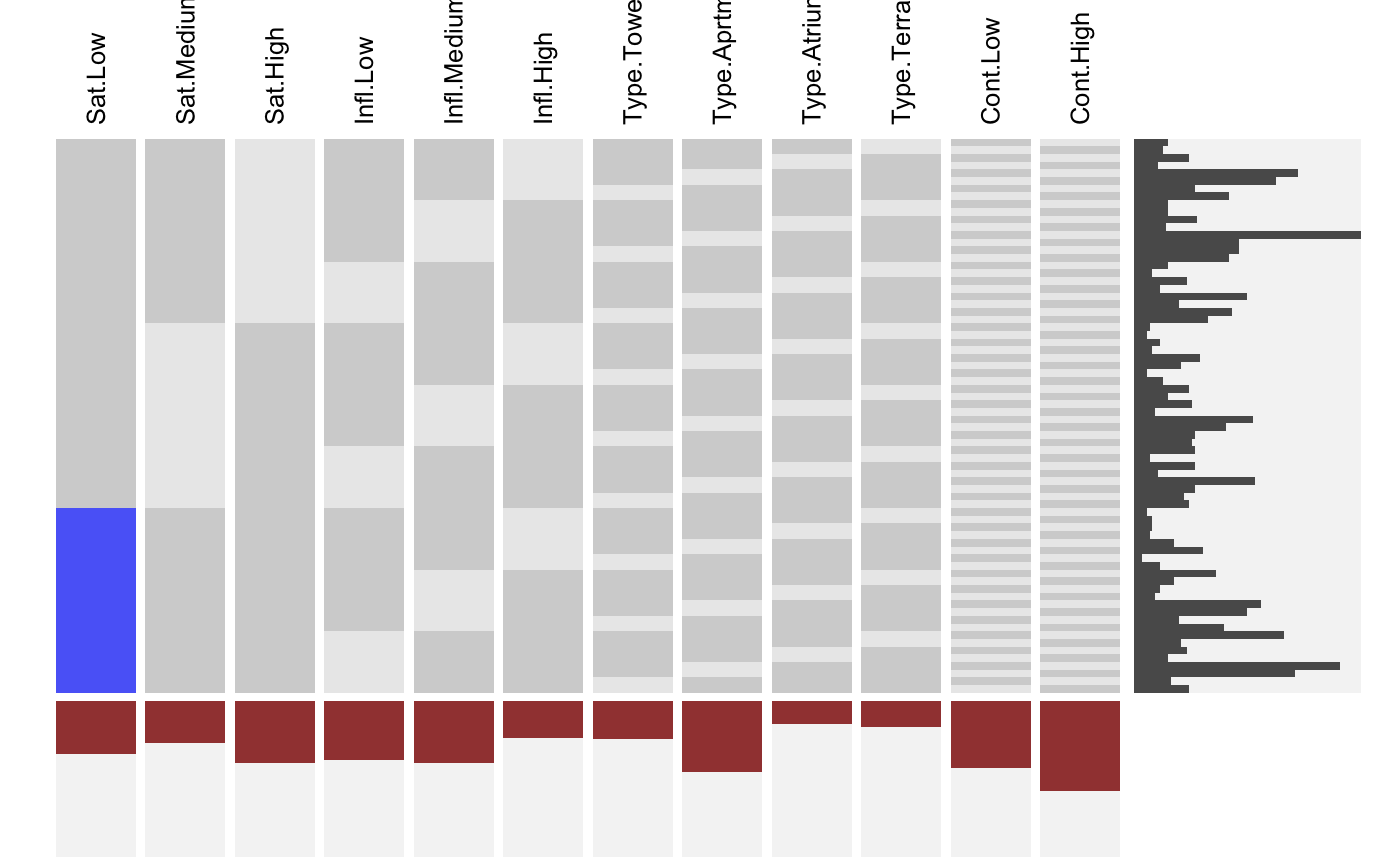 Sat.Low
Sat.Medium
Sat.High
Infl.Low
Infl.Medium
Infl.High
Type.Towe
Type.Aprtm
Type.Atrium
Type.Terra
Cont.Low
Cont.High